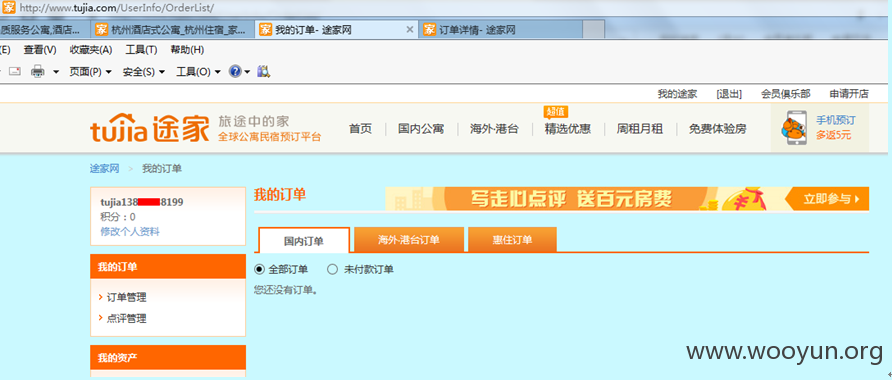 http://www.tujia.com/UserInfo/OrderList/
质服务公寓,酒店... 杭州酒店式公寓_杭州住宿_家... 我的订单- 途家网 订单详情- 途家网
(E) 查看(V) 收藏夹(A) 工具(T) 帮助(H)
页面(P) 安全(S) 工具(O)
我的途家 [退出] 会员俱乐部 申请开店
tujia 途家 旅途中的家
全球公寓民宿预订平台
首页 国内公寓 海外·港台 超值 精选优惠 周租月租 免费体验房
手机预订
多返5元
途家网 > 我的订单
tujia138 8199
积分：0
修改个人资料
我的订单
订单管理
点评管理
我的资产
我的订单
写走心点评 送百元房费 立即参与
国内订单 海外·港台订单 惠住订单
全部订单 未付款订单
您还没有订单。
www.wooyun.org